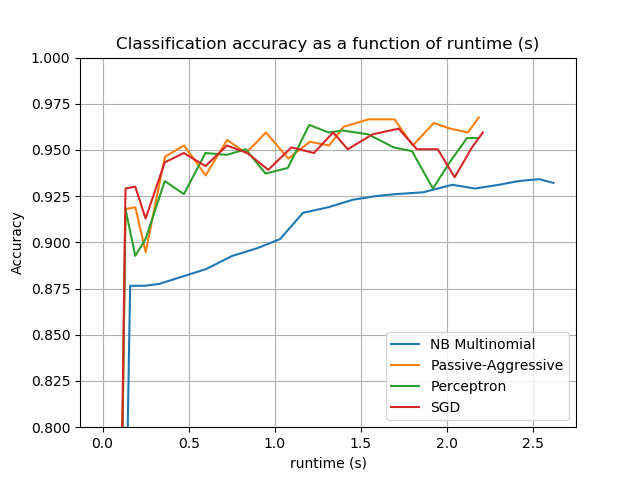 Classification accuracy as a function of runtime (s)
1.000
0.975
0.950
0.925
0.900
0.875
0.850
0.825
0.800
Accuracy
NB Multinomial
Passive-Aggressive
Perceptron
SGD
0.0 0.5 1.0 1.5 2.0 2.5
runtime (s)